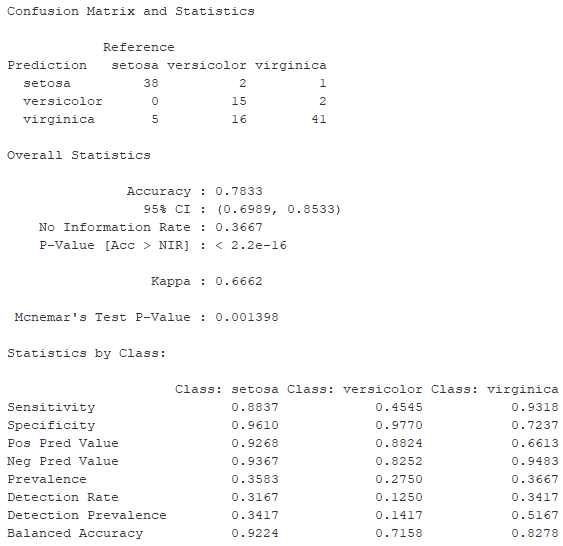 Confusion Matrix and Statistics
Reference
Prediction setosa versicolor virginica
setosa 38 2 1
versicolor 0 15 2
virginica 5 16 41
Overall Statistics
Accuracy : 0.7833
95% CI : (0.6989, 0.8533)
No Information Rate : 0.3667
P-Value [Acc > NIR] : < 2.2e-16
Kappa : 0.6662
Mcnemar's Test P-Value : 0.001398
Statistics by Class:
Class: setosa Class: versicolor Class: virginica
Sensitivity 0.8837 0.4545 0.9318
Specificity 0.9610 0.9770 0.7237
Pos Pred Value 0.9268 0.8824 0.6613
Neg Pred Value 0.9367 0.8252 0.9483
Prevalence 0.3583 0.2750 0.3667
Detection Rate 0.3167 0.1250 0.3417
Detection Prevalence 0.3417 0.1417 0.5167
Balanced Accuracy 0.9224 0.7158 0.8278